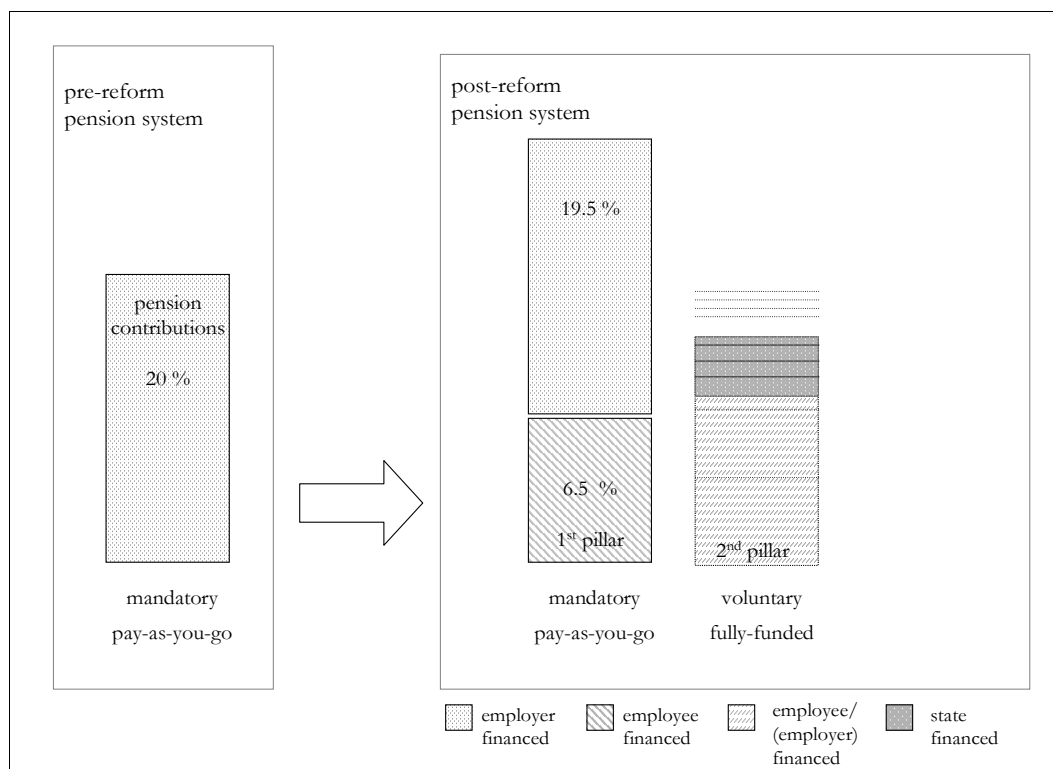 pre-reform
pension system
pension
contributions
20 %
mandatory
pay-as-you-go
post-reform
pension system
19.5 %
6.5 %
1st pillar
mandatory
pay-as-you-go
2nd pillar
voluntary
fully-funded
employer
financed
employee
financed
employee/
(employer)
financed
state
financed